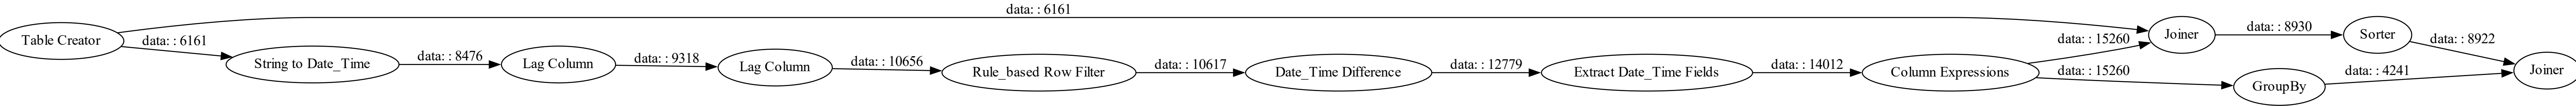 data: : 6161
Table Creator
data: : 6161
String to Date_Time
data: : 8476
Lag Column
data: : 9318
Lag Column
data: : 10656
Rule_based Row Filter
data: : 10617
Date_Time Difference
data: : 12779
Extract Date_Time Fields
data: : 14012
Column Expressions
data: : 15260
data: : 15260
Joiner
data: : 8930
Sorter
data: : 8922
GroupBy
data: : 4241
Joiner